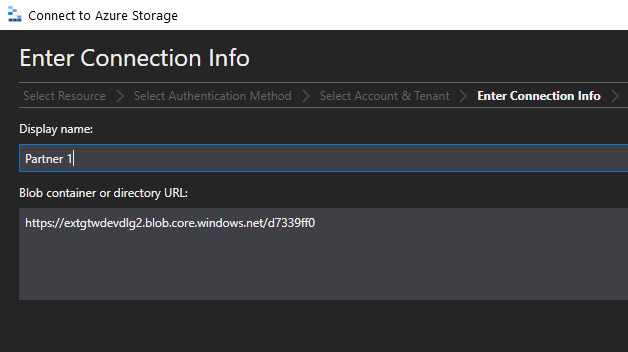 Connect to Azure Storage
Enter Connection Info
Select Resource > Select Authentication Method > Select Account & Tenant > Enter Connection Info >
Display name:
Partner 1
Blob container or directory URL:
https://extgtwdevdlg2.blob.core.windows.net/d7339ff0